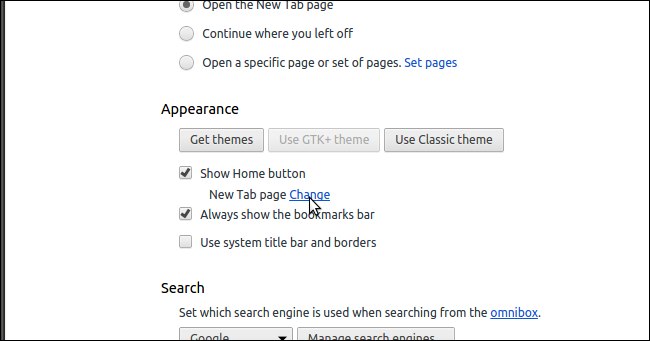 Open the New Tab page
Continue where you left off
Open a specific page or set of pages. Set pages
Appearance
Get themes Use GTK+ theme Use Classic theme
Show Home button
New Tab page Change
Always show the bookmarks bar
Use system title bar and borders
Search
Set which search engine is used when searching from the omnibox.
Google Manage search engines...